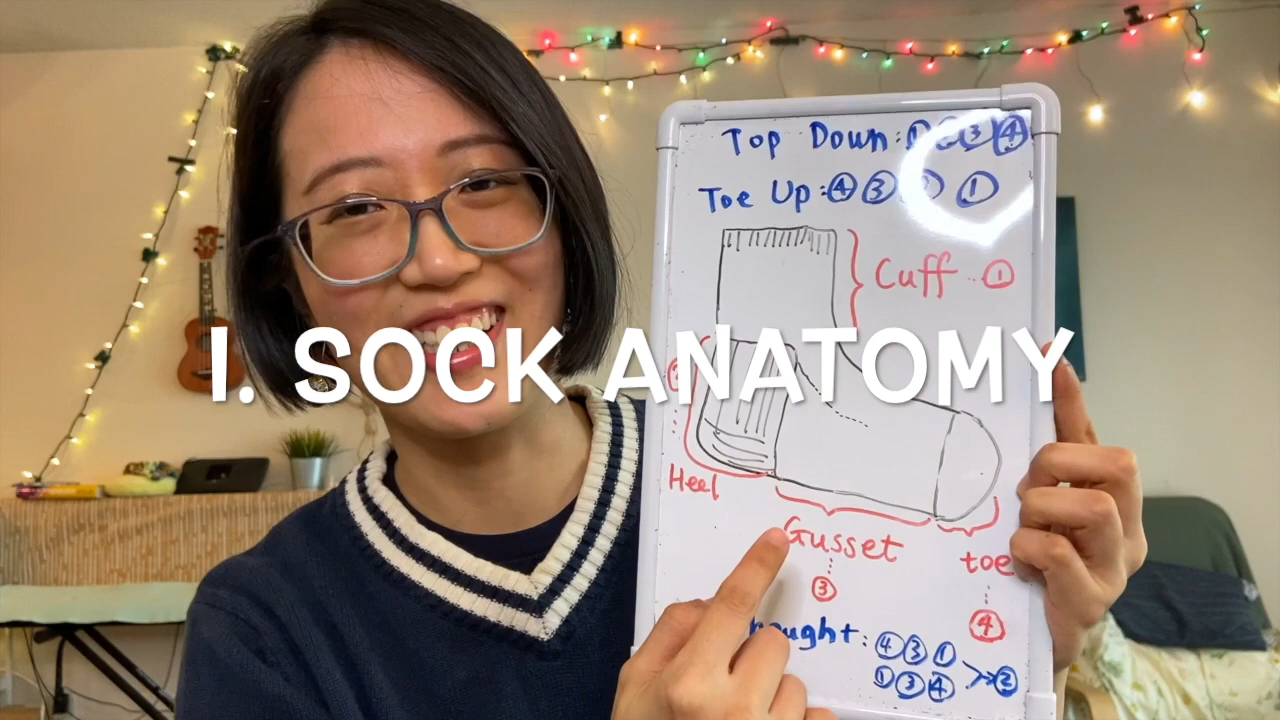 Top Down: ① ③ ④
Toe Up: ④ ③ ①
Cuff ... ①
1. SOCK ANATOMY
Heel
Gusset
toe
③
④
④ ③ ①
① ③ ④ >> ②